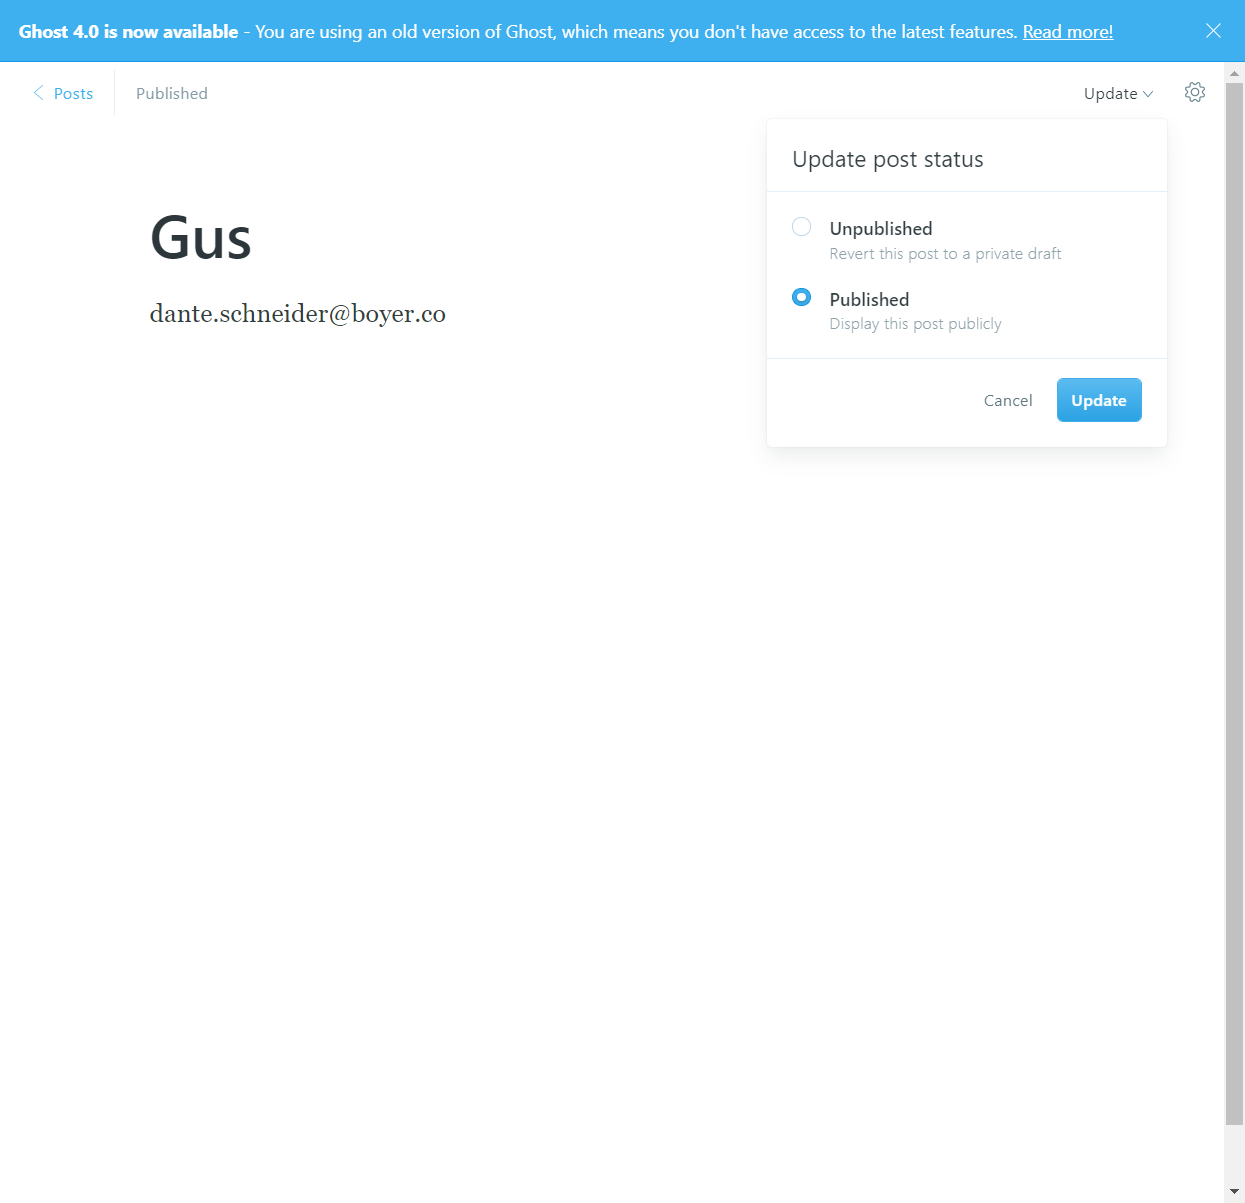 Ghost 4.0 is now available - You are using an old version of Ghost, which means you don't have access to the latest features. Read more!
Posts
Published
Update
Update post status
Gus
Unpublished
Revert this post to a private draft
Published
Display this post publicly
dante.schneider@boyer.co
Cancel
Update